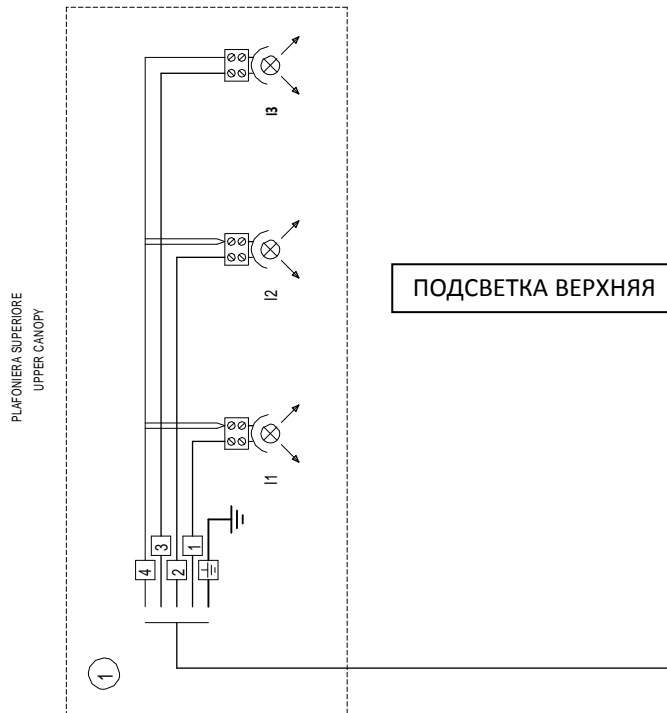 PLAFONIERA SUPERIORE
UPPER CANOPY
I3
I2
I1
ПОДСВЕТКА ВЕРХНЯЯ
3
1
4
2
1